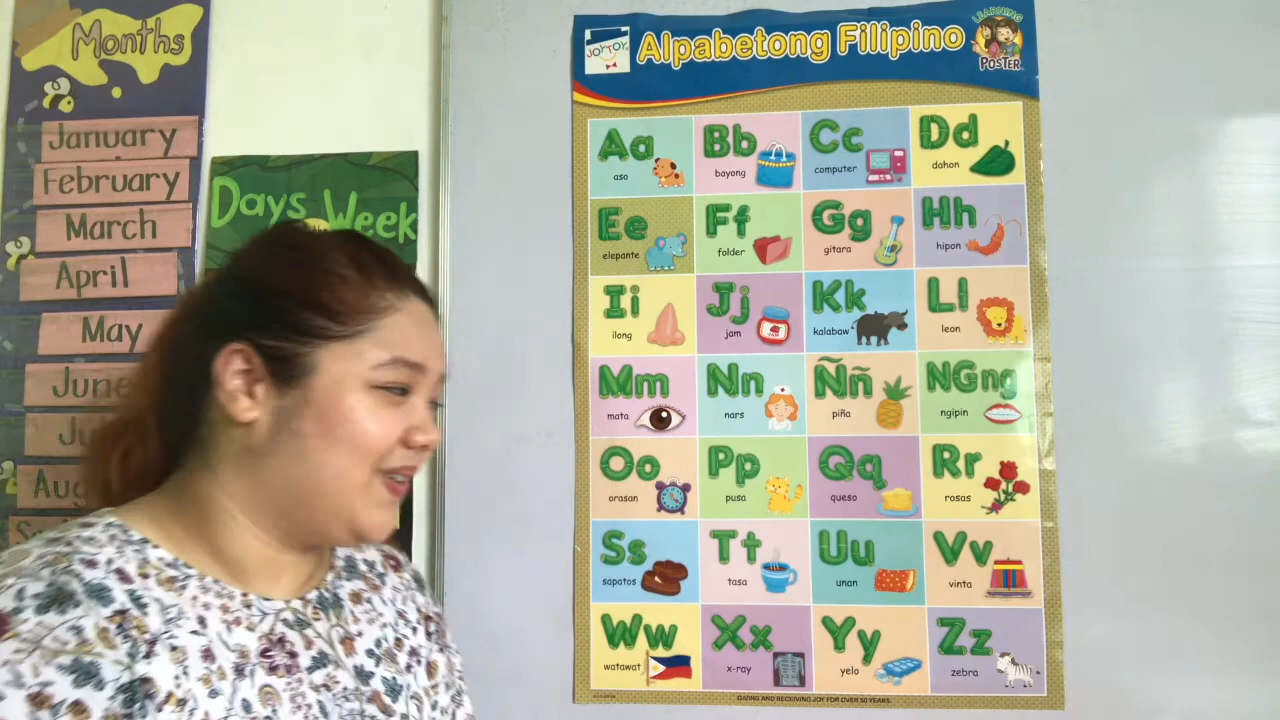 Months
January
February
March
April
May
June
Days
Week
JOYTOY
Alpabetong Filipino
LEARNING
POSTER
Aa
aso
Bb
bayong
Cc
computer
Dd
dahon
Ee
elepante
Ff
folder
Gg
gitara
Hh
hipon
Ii
ilong
Jj
jam
Kk
kalabaw
Ll
leon
Mm
mata
Nn
nars
Ññ
piña
NGng
ngipin
Oo
orasan
Pp
pusa
Qq
queso
Rr
rosas
Ss
sapatos
Tt
tasa
Uu
unan
Vv
vinta
Ww
watawat
Xx
x-ray
Yy
yelo
Zz
zebra
GIVING AND RECEIVING JOY FOR OVER 50 YEARS.